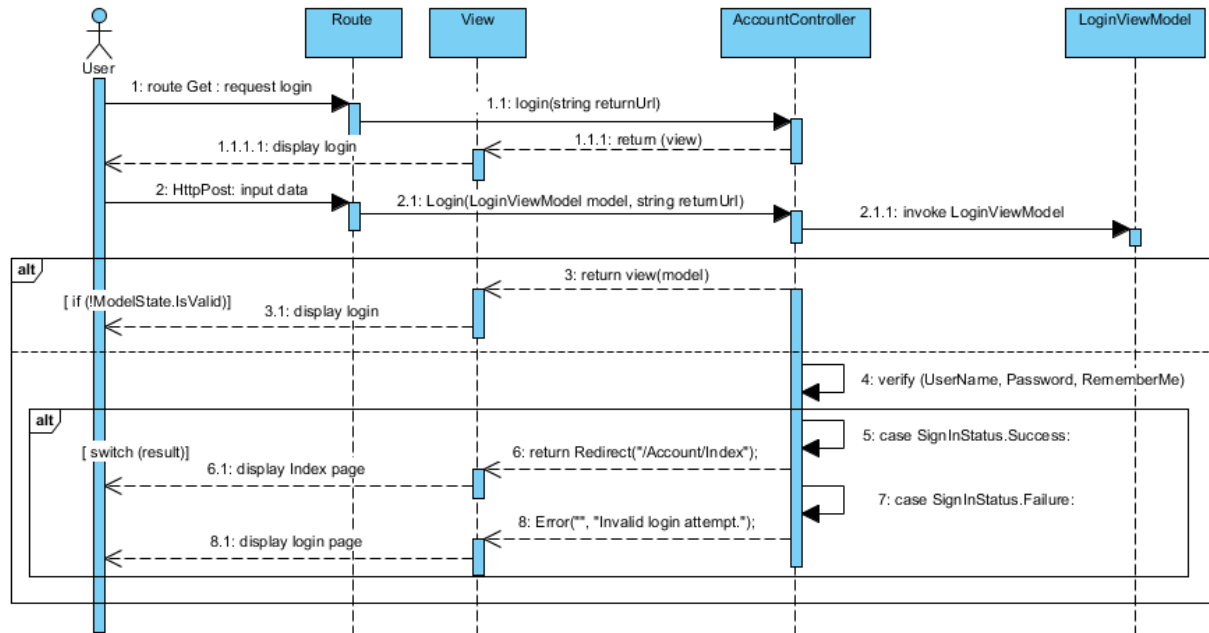 Route
View
AccountController
LoginViewModel
User
1: route Get : request login
1.1: login(string returnUrl)
1.1.1: return (view)
1.1.1.1: display login
2: HttpPost: input data
2.1: Login(LoginViewModel model, string returnUrl)
2.1.1: invoke LoginViewModel
alt
3: return view(model)
[ if (!ModelState.IsValid)]
3.1: display login
4: verify (UserName, Password, RememberMe)
alt
5: case SignInStatus.Success:
[ switch (result)]
6: return Redirect("/Account/Index");
6.1: display Index page
7: case SignInStatus.Failure:
8: Error("", "Invalid login attempt.");
8.1: display login page